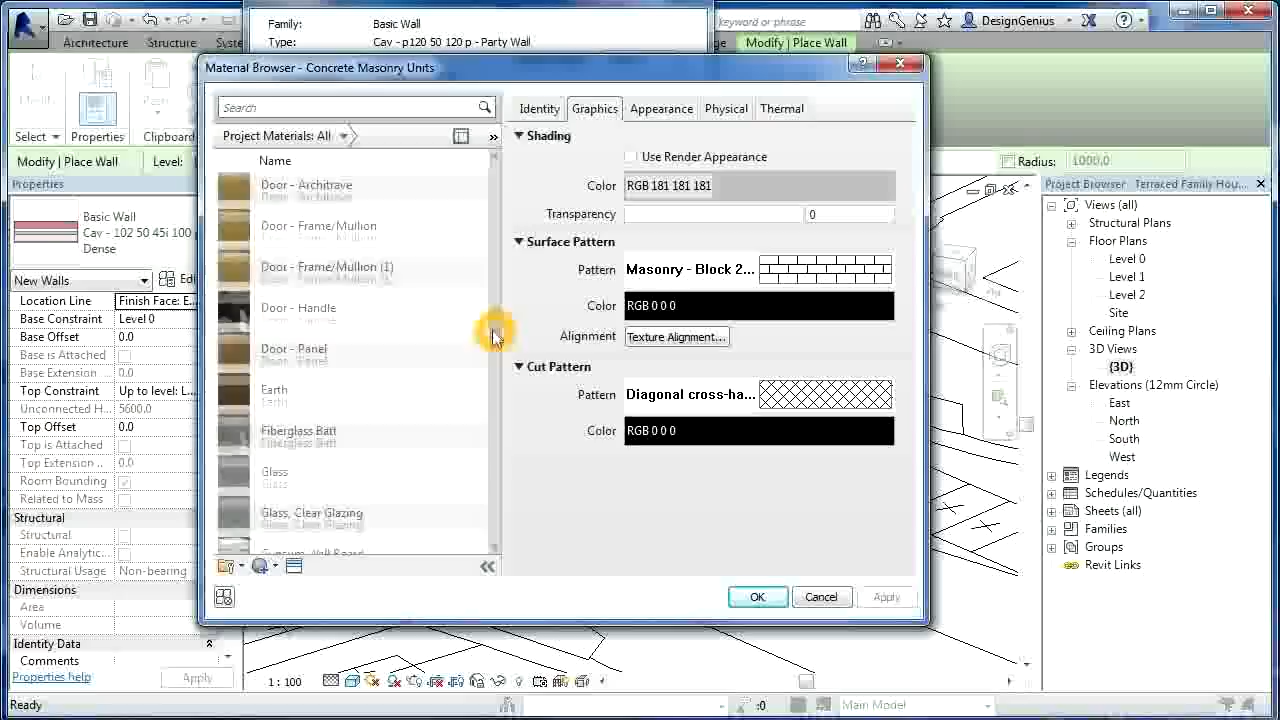 Family: Basic Wall
Type: Cav - p120 50 120 p - Party Wall
keyword or phrase
DesignGenius
Architecture Structure
Modify | Place Wall
Material Browser - Concrete Masonry Units
Select Properties Clipboard
Modify | Place Wall Level:
Radius: 1000.0
Search
Project Materials: All
Name
Door - Architrave
Door - Frame/Mullion
Door - Frame/Mullion (1)
Door - Handle
Door - Panel
Earth
Fiberglass Batt
Glass
Glass, Clear Glazing
Identity Graphics Appearance Physical Thermal
Shading
Use Render Appearance
Color RGB 181 181 181
Transparency 0
Surface Pattern
Pattern Masonry - Block 2...
Color RGB 0 0 0
Alignment Texture Alignment...
Cut Pattern
Pattern Diagonal cross-ha...
Color RGB 0 0 0
OK Cancel Apply
Properties
Basic Wall
Cav - 102 50 45i 100
Dense
New Walls
Location Line Finish Face: E...
Base Constraint Level 0
Base Offset 0.0
Base is Attached
Base Extension ... 0.0
Top Constraint Up to level: L...
Unconnected H... 5600.0
Top Offset 0.0
Top is Attached
Top Extension ... 0.0
Room Bounding
Related to Mass
Structural
Structural
Enable Analytic...
Structural Usage Non-bearing
Dimensions
Area
Volume
Identity Data
Comments
Properties help Apply
1 : 100
Ready
:0 Main Model
Project Browser - Terraced Family Hou...
Views (all)
Structural Plans
Floor Plans
Level 0
Level 1
Level 2
Site
Ceiling Plans
3D Views
{3D}
Elevations (12mm Circle)
East
North
South
West
Legends
Schedules/Quantities
Sheets (all)
Families
Groups
Revit Links